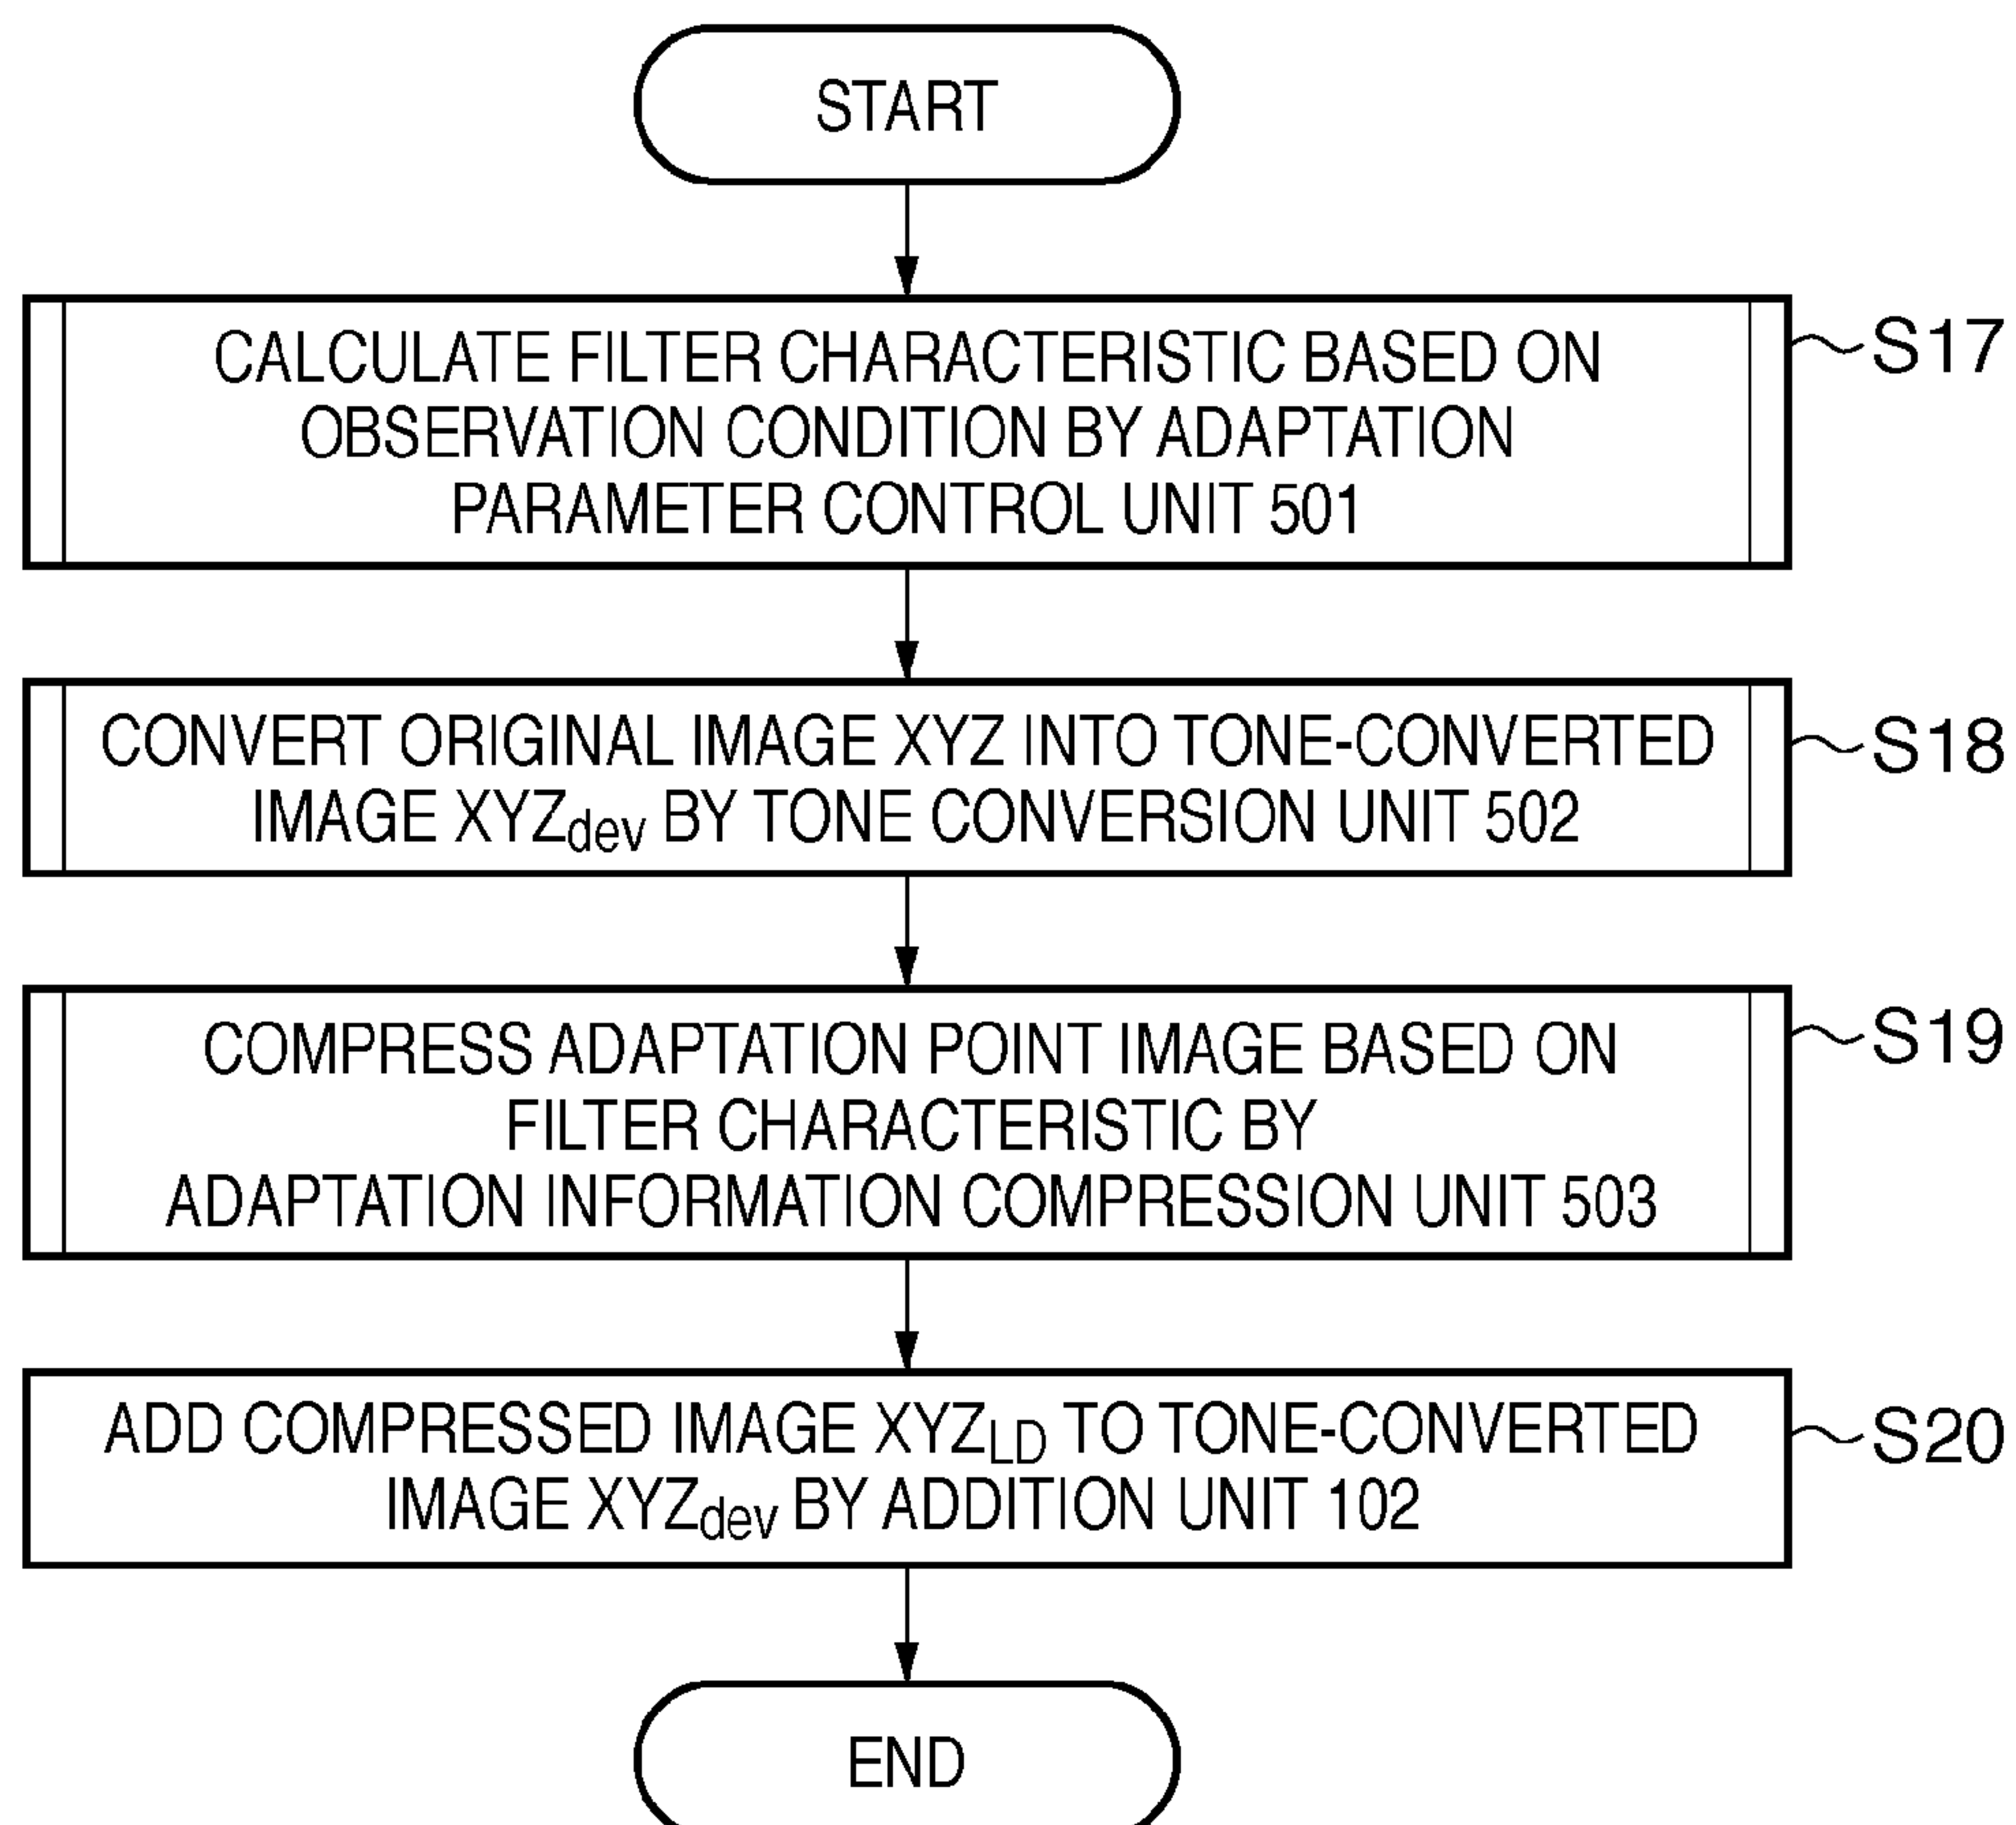 START
CALCULATE FILTER CHARACTERISTIC BASED ON
OBSERVATION CONDITION BY ADAPTATION
PARAMETER CONTROL UNIT 501
S17
CONVERT ORIGINAL IMAGE XYZ INTO TONE-CONVERTED
IMAGE XYZdev BY TONE CONVERSION UNIT 502
S18
COMPRESS ADAPTATION POINT IMAGE BASED ON
FILTER CHARACTERISTIC BY
ADAPTATION INFORMATION COMPRESSION UNIT 503
S19
ADD COMPRESSED IMAGE XYZLD TO TONE-CONVERTED
IMAGE XYZdev BY ADDITION UNIT 102
S20
END